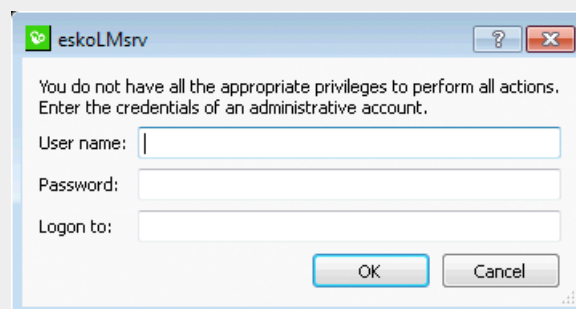 eskoLMsrv
You do not have all the appropriate privileges to perform all actions.
Enter the credentials of an administrative account.
User name:
Password:
Logon to:
OK Cancel